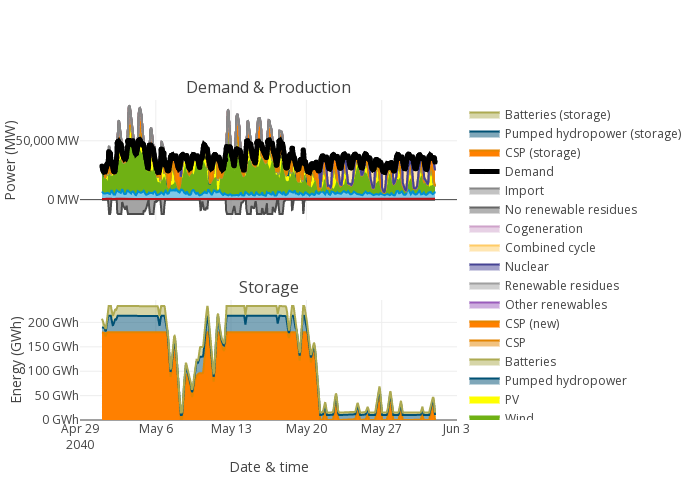 Demand & Production
Power (MW)
50,000 MW
0 MW
Storage
Energy (GWh)
200 GWh
150 GWh
100 GWh
50 GWh
0 GWh
Apr 29
2040
May 6
May 13
May 20
May 27
Jun 3
Date & time
Batteries (storage)
Pumped hydropower (storage)
CSP (storage)
Demand
Import
No renewable residues
Cogeneration
Combined cycle
Nuclear
Renewable residues
Other renewables
CSP (new)
CSP
Batteries
Pumped hydropower
PV
Wind